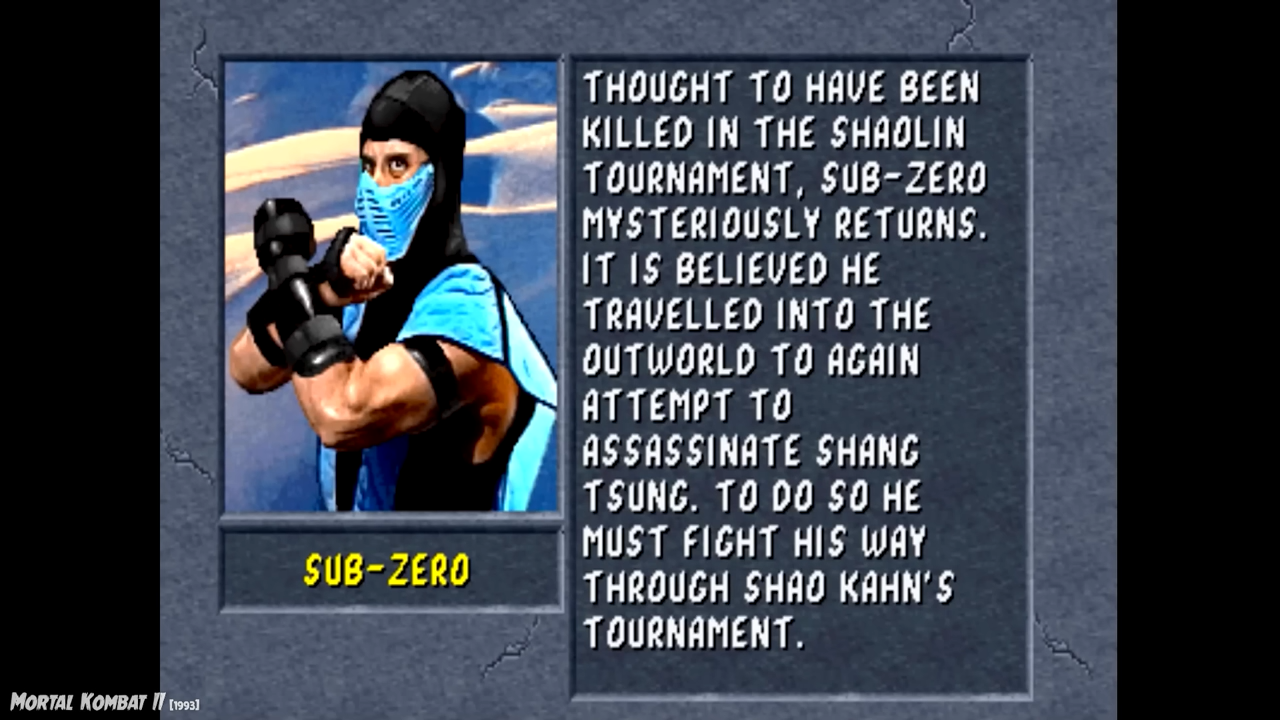 THOUGHT TO HAVE BEEN
KILLED IN THE SHAOLIN
TOURNAMENT, SUB-ZERO
MYSTERIOUSLY RETURNS.
IT IS BELIEVED HE
TRAVELLED INTO THE
OUTWORLD TO AGAIN
ATTEMPT TO
ASSASSINATE SHANG
TSUNG. TO DO SO HE
MUST FIGHT HIS WAY
THROUGH SHAO KAHN'S
TOURNAMENT.
SUB-ZERO
MORTAL KOMBAT II [1993]